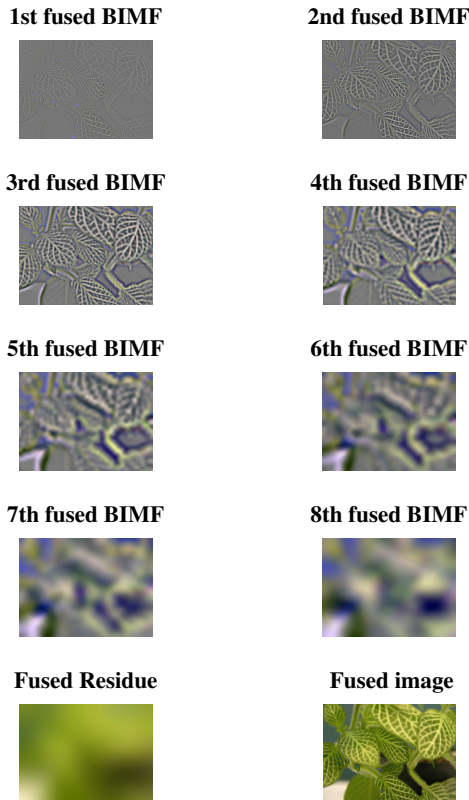 1st fused BIMF
2nd fused BIMF
3rd fused BIMF
4th fused BIMF
5th fused BIMF
6th fused BIMF
7th fused BIMF
8th fused BIMF
Fused Residue
Fused image